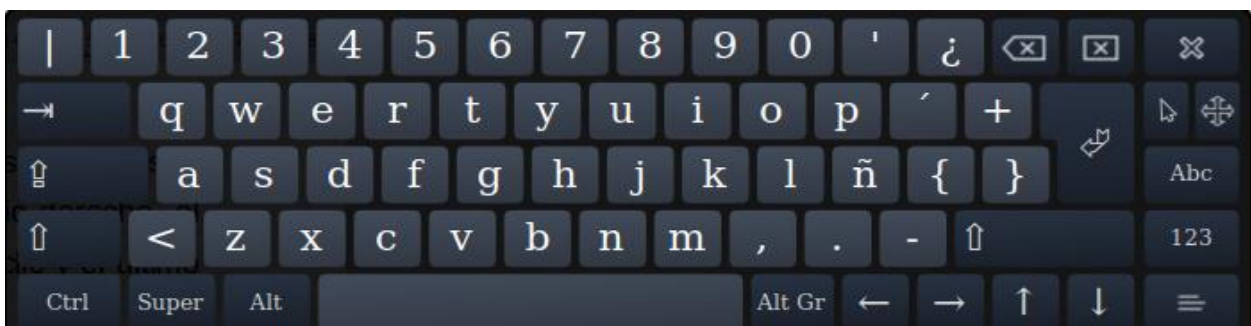 | 1 2 3 4 5 6 7 8 9 0 ' ¿
q w e r t y u i o p ´ +
a s d f g h j k l ñ { } Abc
< z x c v b n m , . - 123
Ctrl Super Alt Alt Gr ← → ↑ ↓